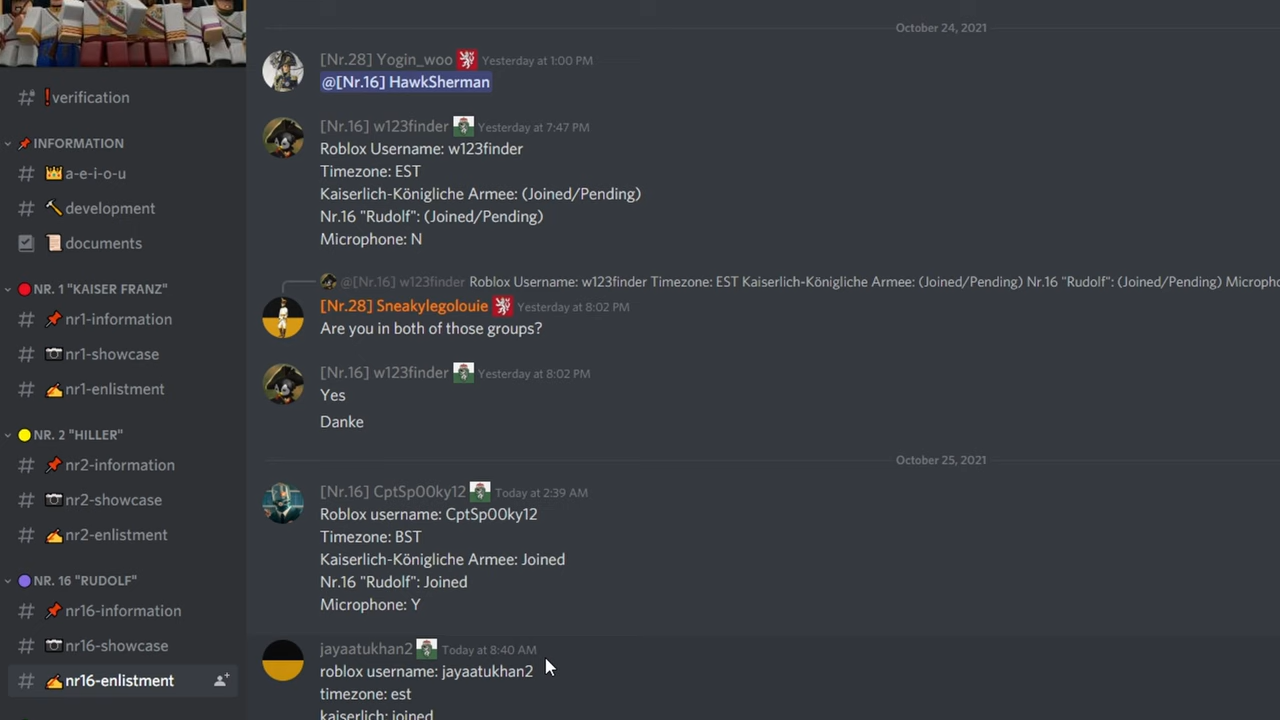 verification
INFORMATION
a-e-i-o-u
development
documents
NR. 1 "KAISER FRANZ"
nr1-information
nr1-showcase
nr1-enlistment
NR. 2 "HILLER"
nr2-information
nr2-showcase
nr2-enlistment
NR. 16 "RUDOLF"
nr16-information
nr16-showcase
nr16-enlistment
October 24, 2021
[Nr.28] Yogin_woo Yesterday at 1:00 PM
@[Nr.16] HawkSherman
[Nr.16] w123finder Yesterday at 7:47 PM
Roblox Username: w123finder
Timezone: EST
Kaiserlich-Königliche Armee: (Joined/Pending)
Nr.16 "Rudolf": (Joined/Pending)
Microphone: N
@[Nr.16] w123finder Roblox Username: w123finder Timezone: EST Kaiserlich-Königliche Armee: (Joined/Pending) Nr.16 "Rudolf": (Joined/Pending) Micropho
[Nr.28] Sneakylegolouie Yesterday at 8:02 PM
Are you in both of those groups?
[Nr.16] w123finder Yesterday at 8:02 PM
Yes
Danke
October 25, 2021
[Nr.16] CptSp00ky12 Today at 2:39 AM
Roblox username: CptSp00ky12
Timezone: BST
Kaiserlich-Königliche Armee: Joined
Nr.16 "Rudolf": Joined
Microphone: Y
jayaatukhan2 Today at 8:40 AM
roblox username: jayaatukhan2
timezone: est
kaiserlich: joined